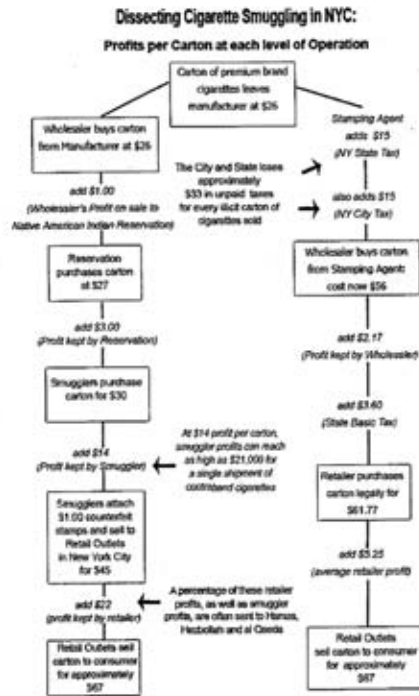 Dissecting Cigarette Smuggling in NYC:
Profits per Carton at each level of Operation
Carton of premium brand
cigarettes leaves
manufacturer at $26
Wholesaler buys carton
from Manufacturer at $26
add $1.00
(Wholesaler's Profit on sale to
Native American Indian Reservation)
Reservation
purchases carton
at $27
add $3.00
(Profit kept by Reservation)
Smugglers purchase
carton for $30
add $14
(Profit kept by Smuggler)
At $14 profit per carton,
smuggler profits can reach
as high as $21,000 for
a single shipment of
contraband cigarettes
Smugglers attach
$1.00 counterfeit
stamps and sell to
Retail Outlets
in New York City
for $45
add $22
(profit kept by retailer)
A percentage of these retailer
profits, as well as smuggler
profits, are often sent to Hamas,
Hezbollah and al Qaeda
Retail Outlets sell
carton to consumer
for approximately
$67
The City and State loses
approximately
$33 in unpaid taxes
for every illicit carton of
cigarettes sold
Stamping Agent
adds $15
(NY State Tax)
also adds $15
(NY City Tax)
Wholesaler buys carton
from Stamping Agent:
cost now $56
add $2.17
(Profit kept by Wholesaler)
add $3.60
(State Basic Tax)
Retailer purchases
carton legally for
$61.77
add $5.25
(average retailer profit)
Retail Outlets
sell carton to consumer
for approximately
$67